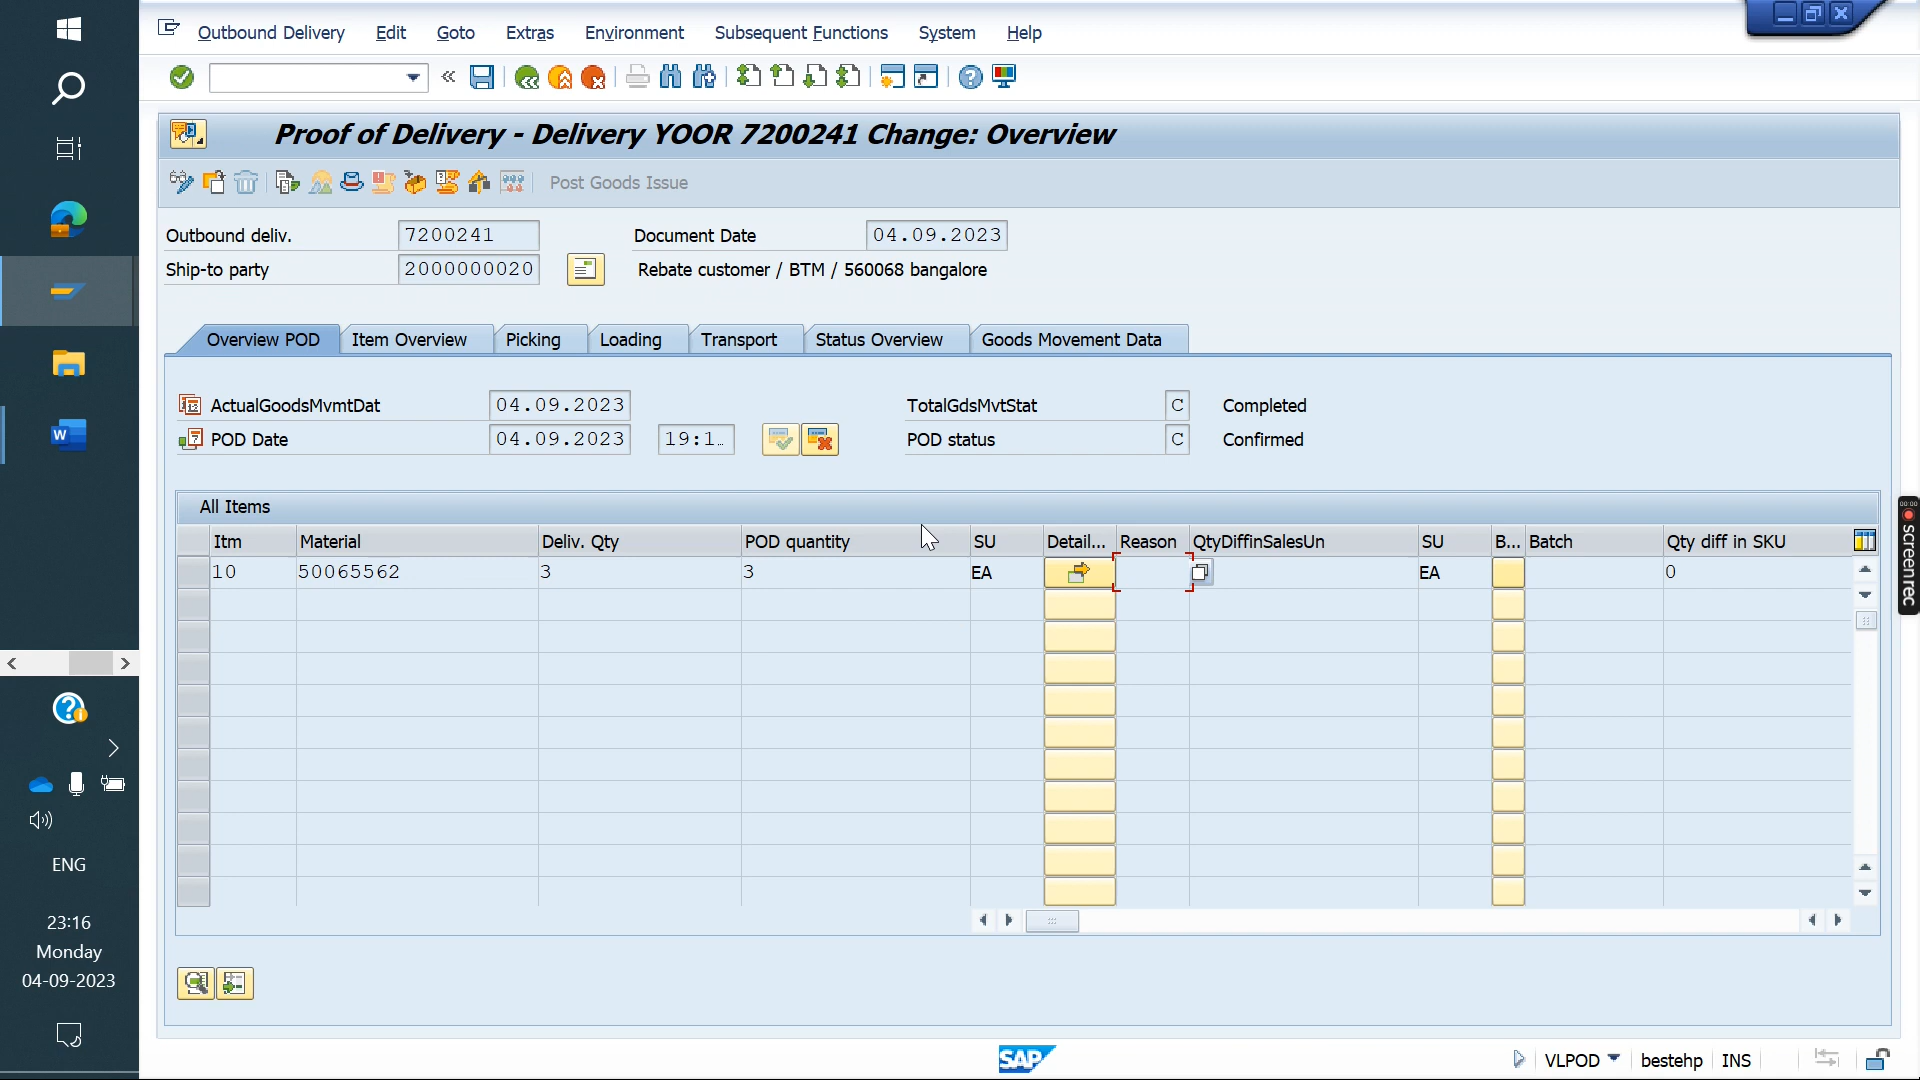 Outbound Delivery Edit Goto Extras Environment Subsequent Functions System Help
Proof of Delivery - Delivery YOOR 7200241 Change: Overview
Post Goods Issue
Outbound deliv. 7200241 Document Date 04.09.2023
Ship-to party 2000000020 Rebate customer / BTM / 560068 bangalore
Overview POD Item Overview Picking Loading Transport Status Overview Goods Movement Data
ActualGoodsMvmtDat 04.09.2023 TotalGdsMvtStat C Completed
POD Date 04.09.2023 19:1.. POD status C Confirmed
All Items
Itm Material Deliv. Qty POD quantity SU Detail... Reason QtyDiffinSalesUn SU B... Batch Qty diff in SKU
10 50065562 3 3 EA EA 0
SAP
VLPOD bestehp INS
ENG
23:16
Monday
04-09-2023
00:00
screenrec